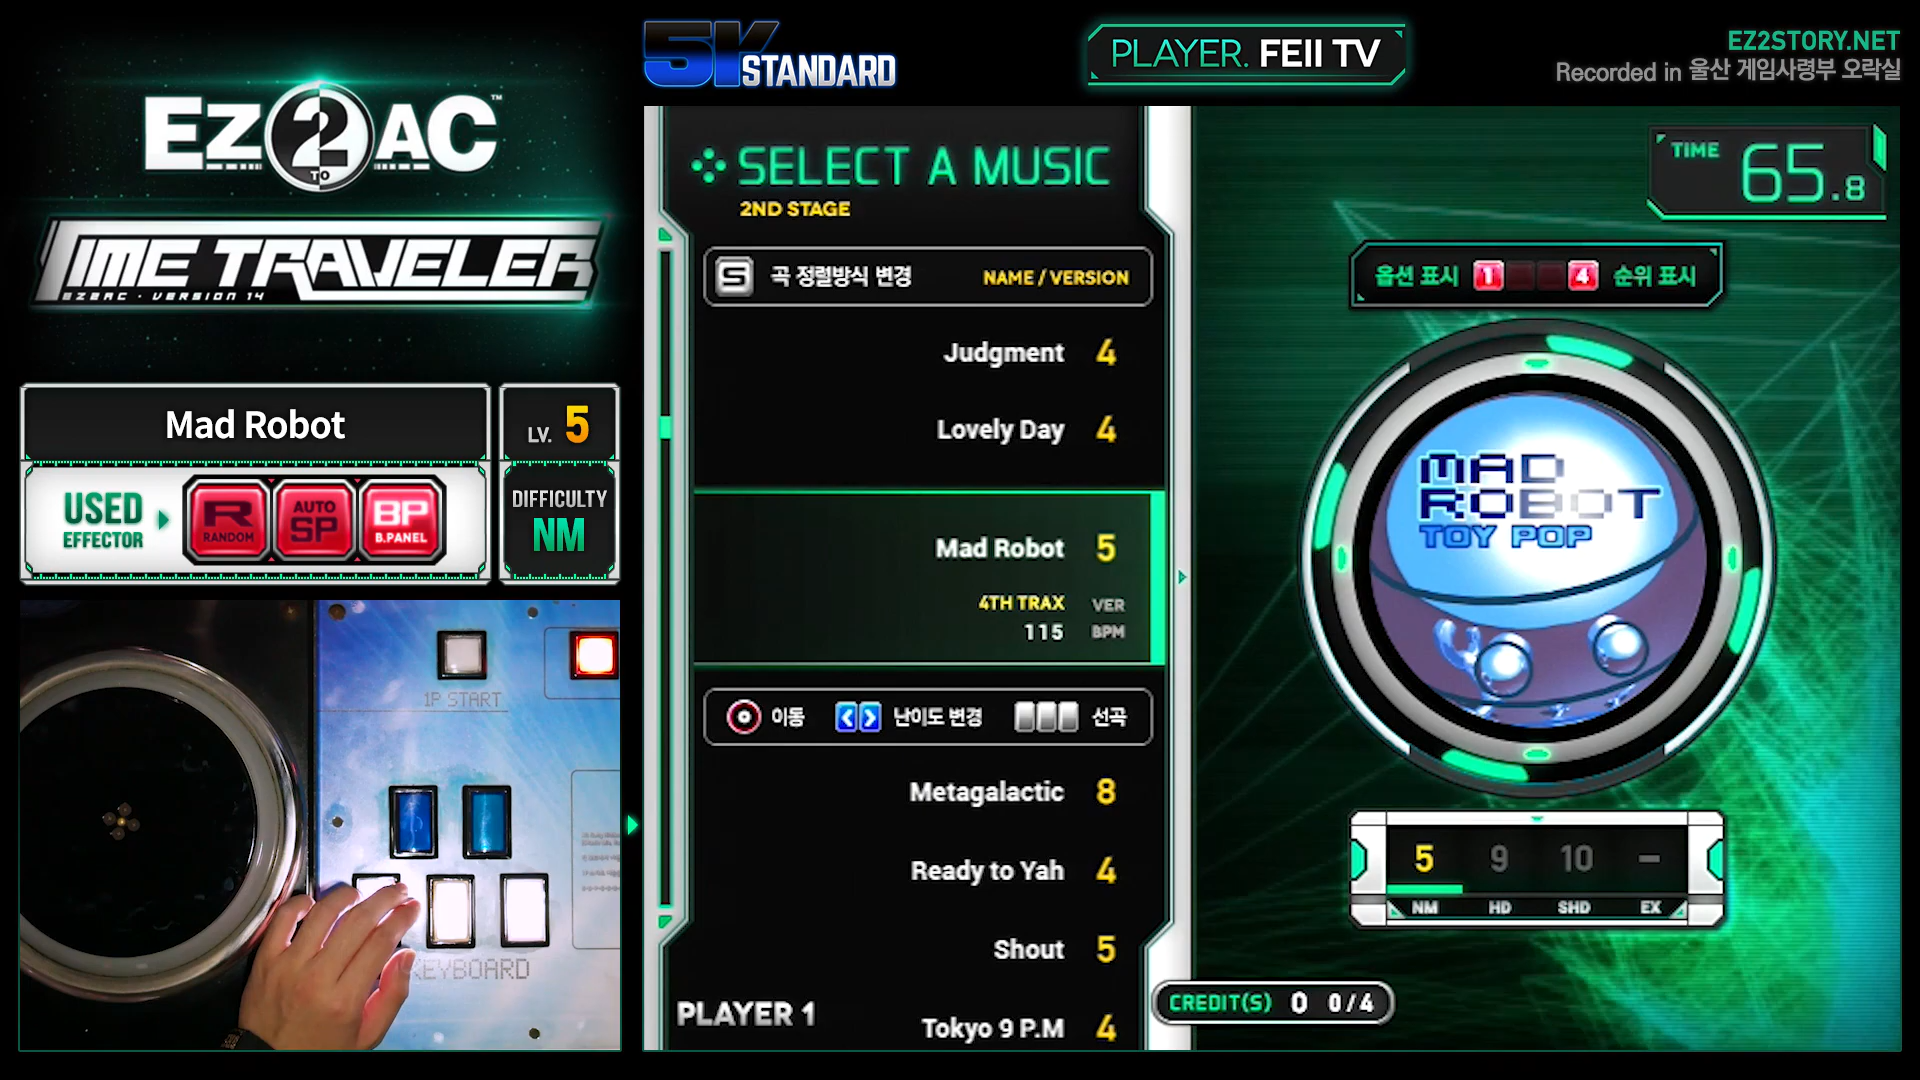 5K STANDARD
PLAYER. FEII TV
EZ2STORY.NET
Recorded in 울산 게임사령부 오락실
EZ2AC™
TO
TIME TRAVELER
EZ2AC · VERSION 14
Mad Robot
LV. 5
USED EFFECTOR
R RANDOM
AUTO SP
BP B.PANEL
DIFFICULTY
NM
1P START
KEYBOARD
SELECT A MUSIC
2ND STAGE
S 곡 정렬방식 변경 NAME / VERSION
Judgment 4
Lovely Day 4
Mad Robot 5
4TH TRAX VER
115 BPM
이동 난이도 변경 선곡
Metagalactic 8
Ready to Yah 4
Shout 5
Tokyo 9 P.M 4
PLAYER 1
CREDIT(S) 0 0/4
TIME 65.8
옵션 표시 1 4 순위 표시
MAD
ROBOT
TOY POP
5 9 10 –
NM HD SHD EX